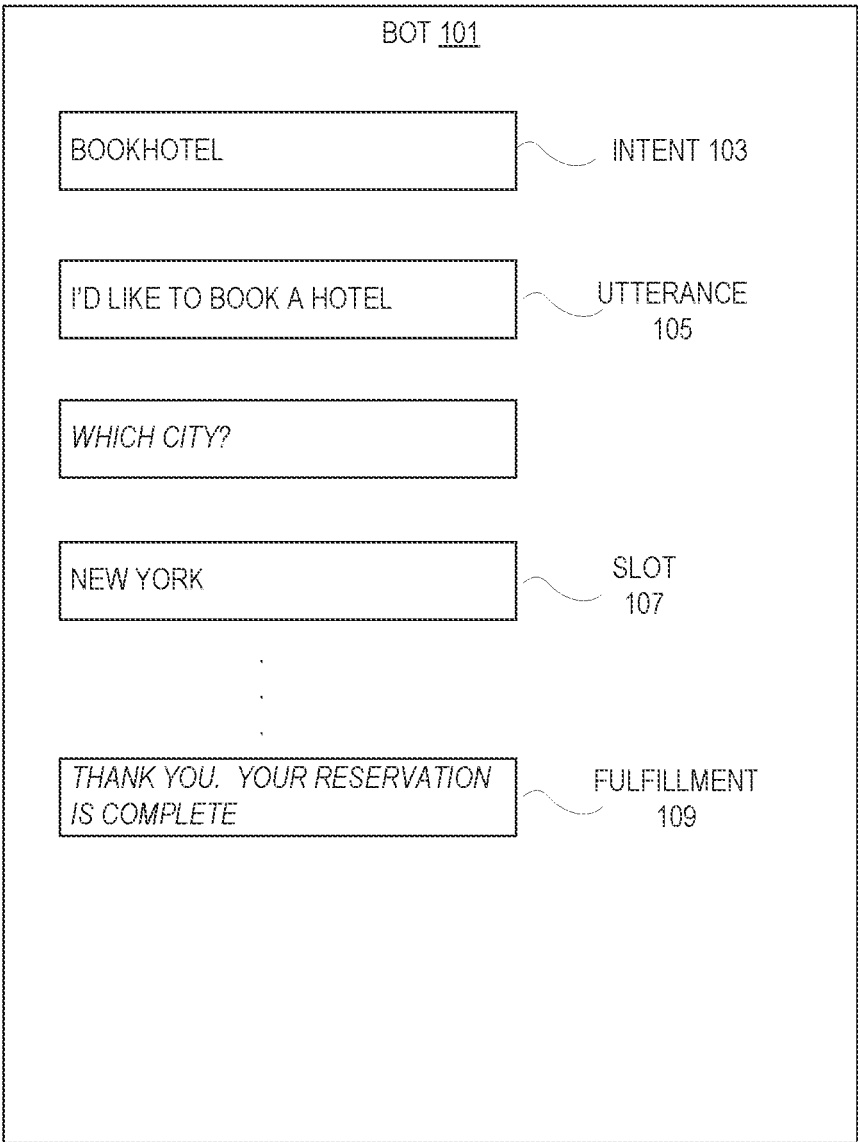 BOT 101
BOOKHOTEL
INTENT 103
I'D LIKE TO BOOK A HOTEL
UTTERANCE
105
WHICH CITY?
NEW YORK
SLOT
107
THANK YOU. YOUR RESERVATION
IS COMPLETE
FULFILLMENT
109